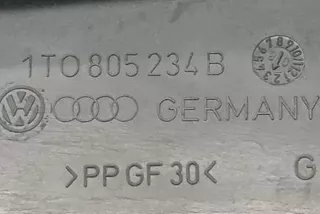 1T0 805 234 B
GERMANY
>PP GF 30< G